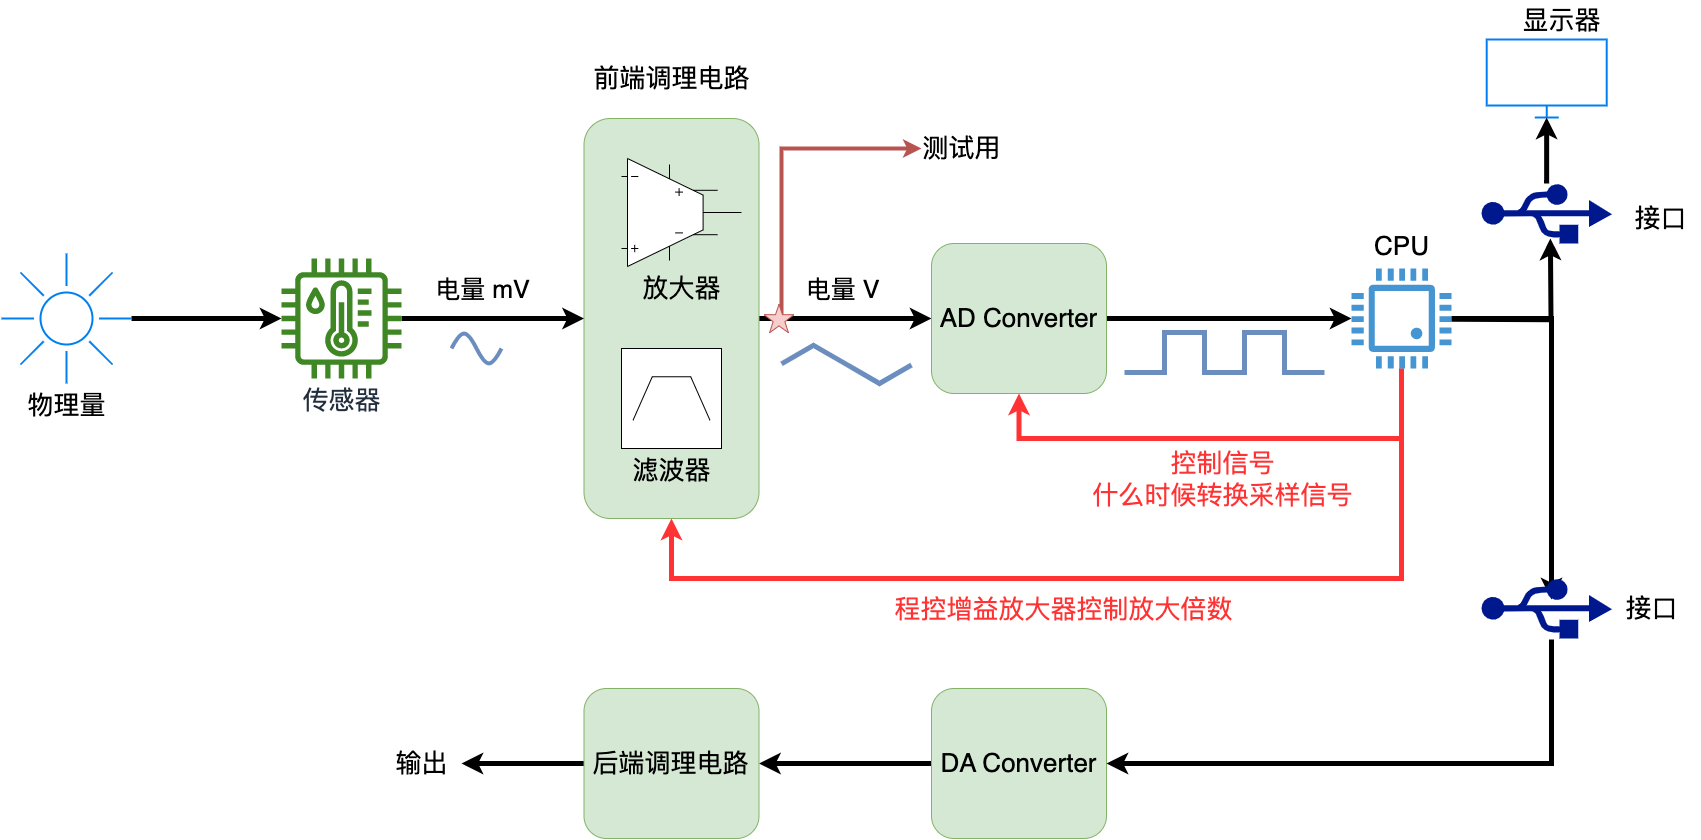 显示器
前端调理电路
测试用
接口
CPU
电量 mV
放大器
电量 V
AD Converter
物理量
传感器
滤波器
控制信号
什么时候转换采样信号
程控增益放大器控制放大倍数
接口
输出
后端调理电路
DA Converter